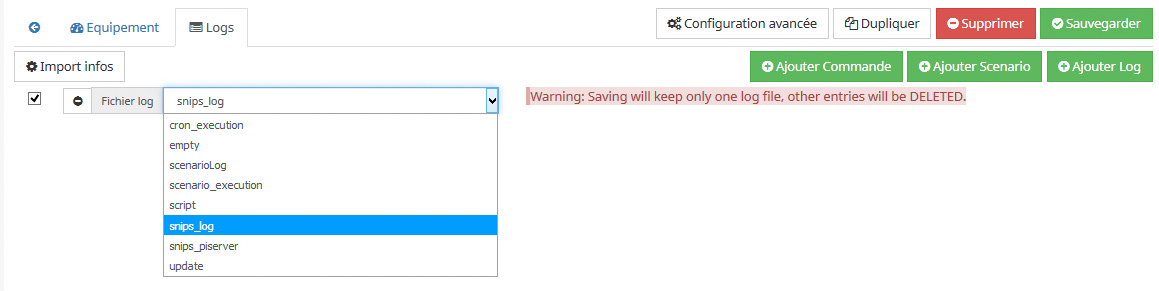 Equipement Logs Configuration avancée Dupliquer Supprimer Sauvegarder
Import infos Ajouter Commande Ajouter Scenario Ajouter Log
Fichier log snips_log Warning: Saving will keep only one log file, other entries will be DELETED.
cron_execution
empty
scenarioLog
scenario_execution
script
snips_log
snips_piserver
update